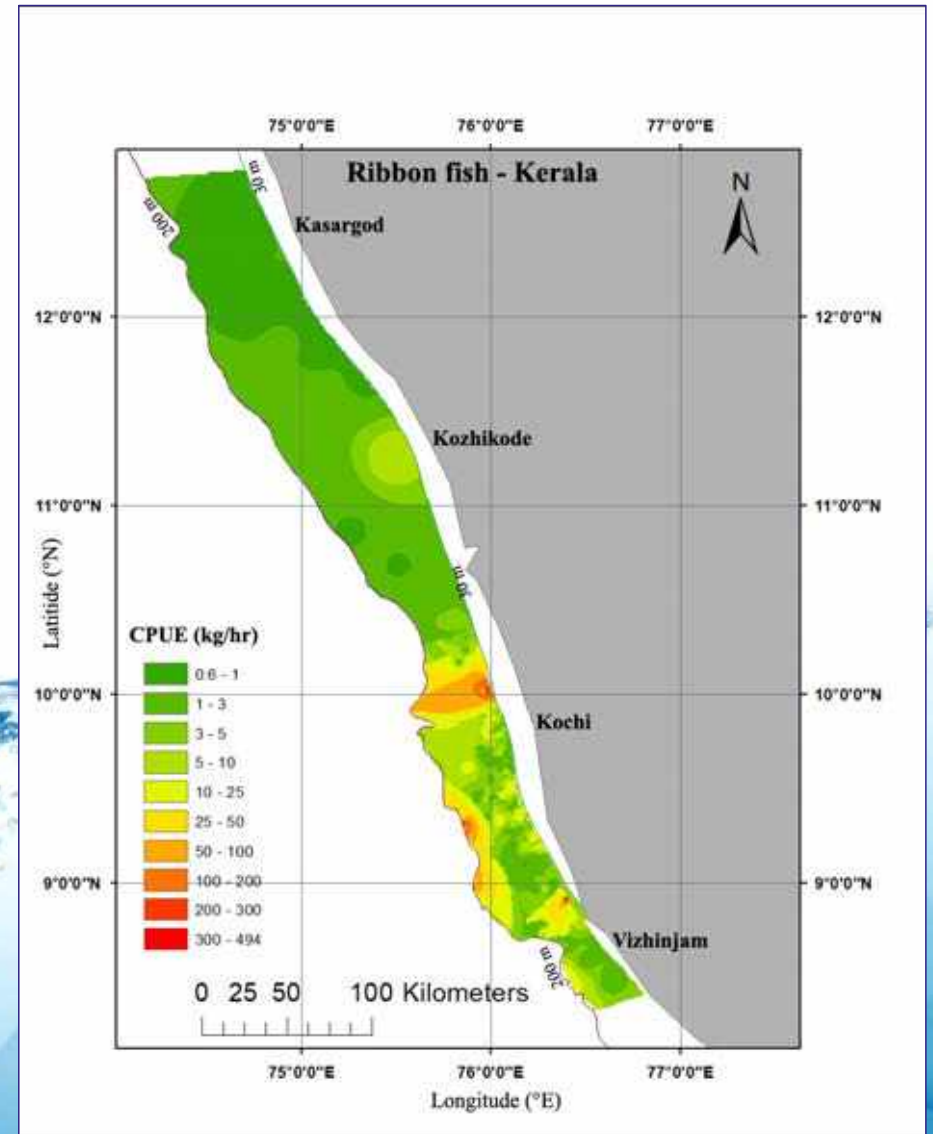 75°0'0"E 76°0'0"E 77°0'0"E
Ribbon fish - Kerala
N
30 m
200 m
Kasargod
12°0'0"N 12°0'0"N
Kozhikode
11°0'0"N 11°0'0"N
Latitide (°N)
30 m
CPUE (kg/hr)
0.6 - 1
1 - 3
3 - 5
5 - 10
10 - 25
25 - 50
50 - 100
100 - 200
200 - 300
300 - 494
10°0'0"N 10°0'0"N
Kochi
9°0'0"N 9°0'0"N
Vizhinjam
200 m
0 25 50 100 Kilometers
75°0'0"E 76°0'0"E 77°0'0"E
Longitude (°E)